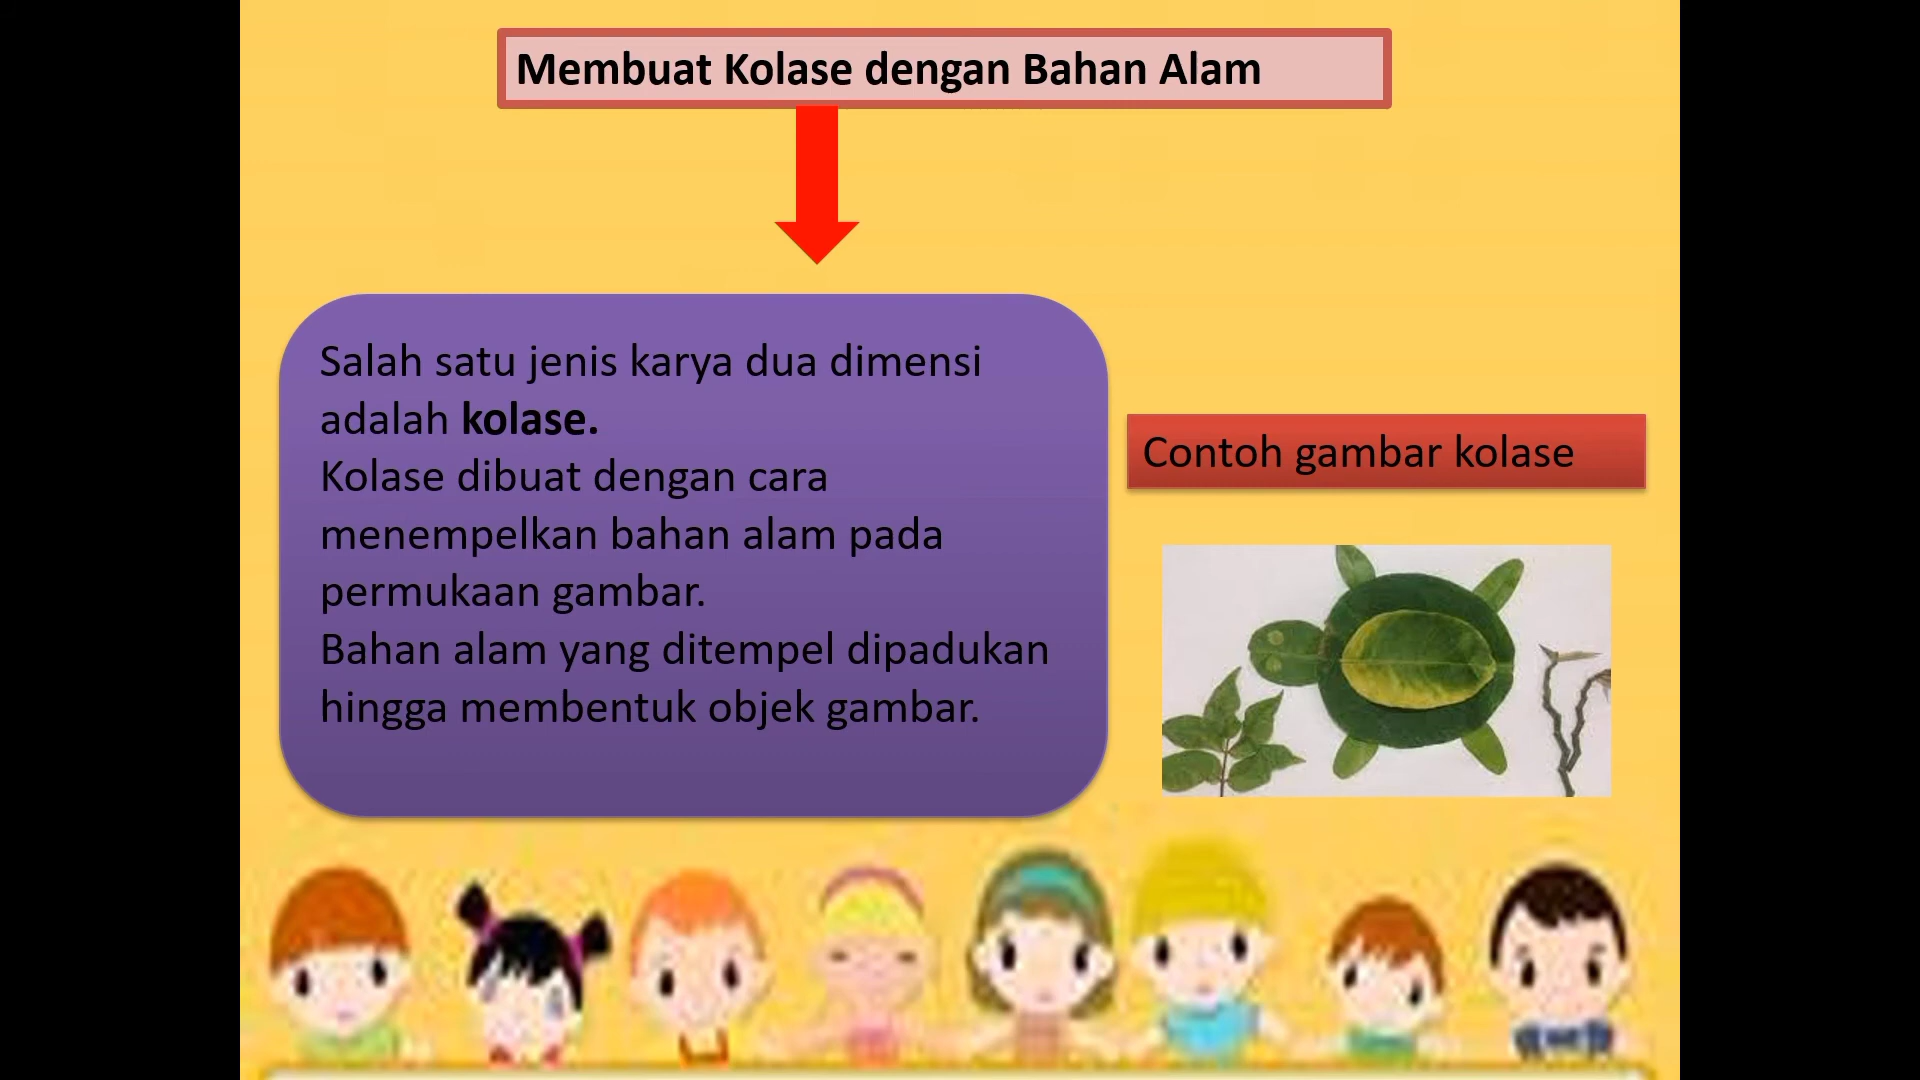 Membuat Kolase dengan Bahan Alam
Salah satu jenis karya dua dimensi
adalah kolase.
Kolase dibuat dengan cara
menempelkan bahan alam pada
permukaan gambar.
Bahan alam yang ditempel dipadukan
hingga membentuk objek gambar.
Contoh gambar kolase